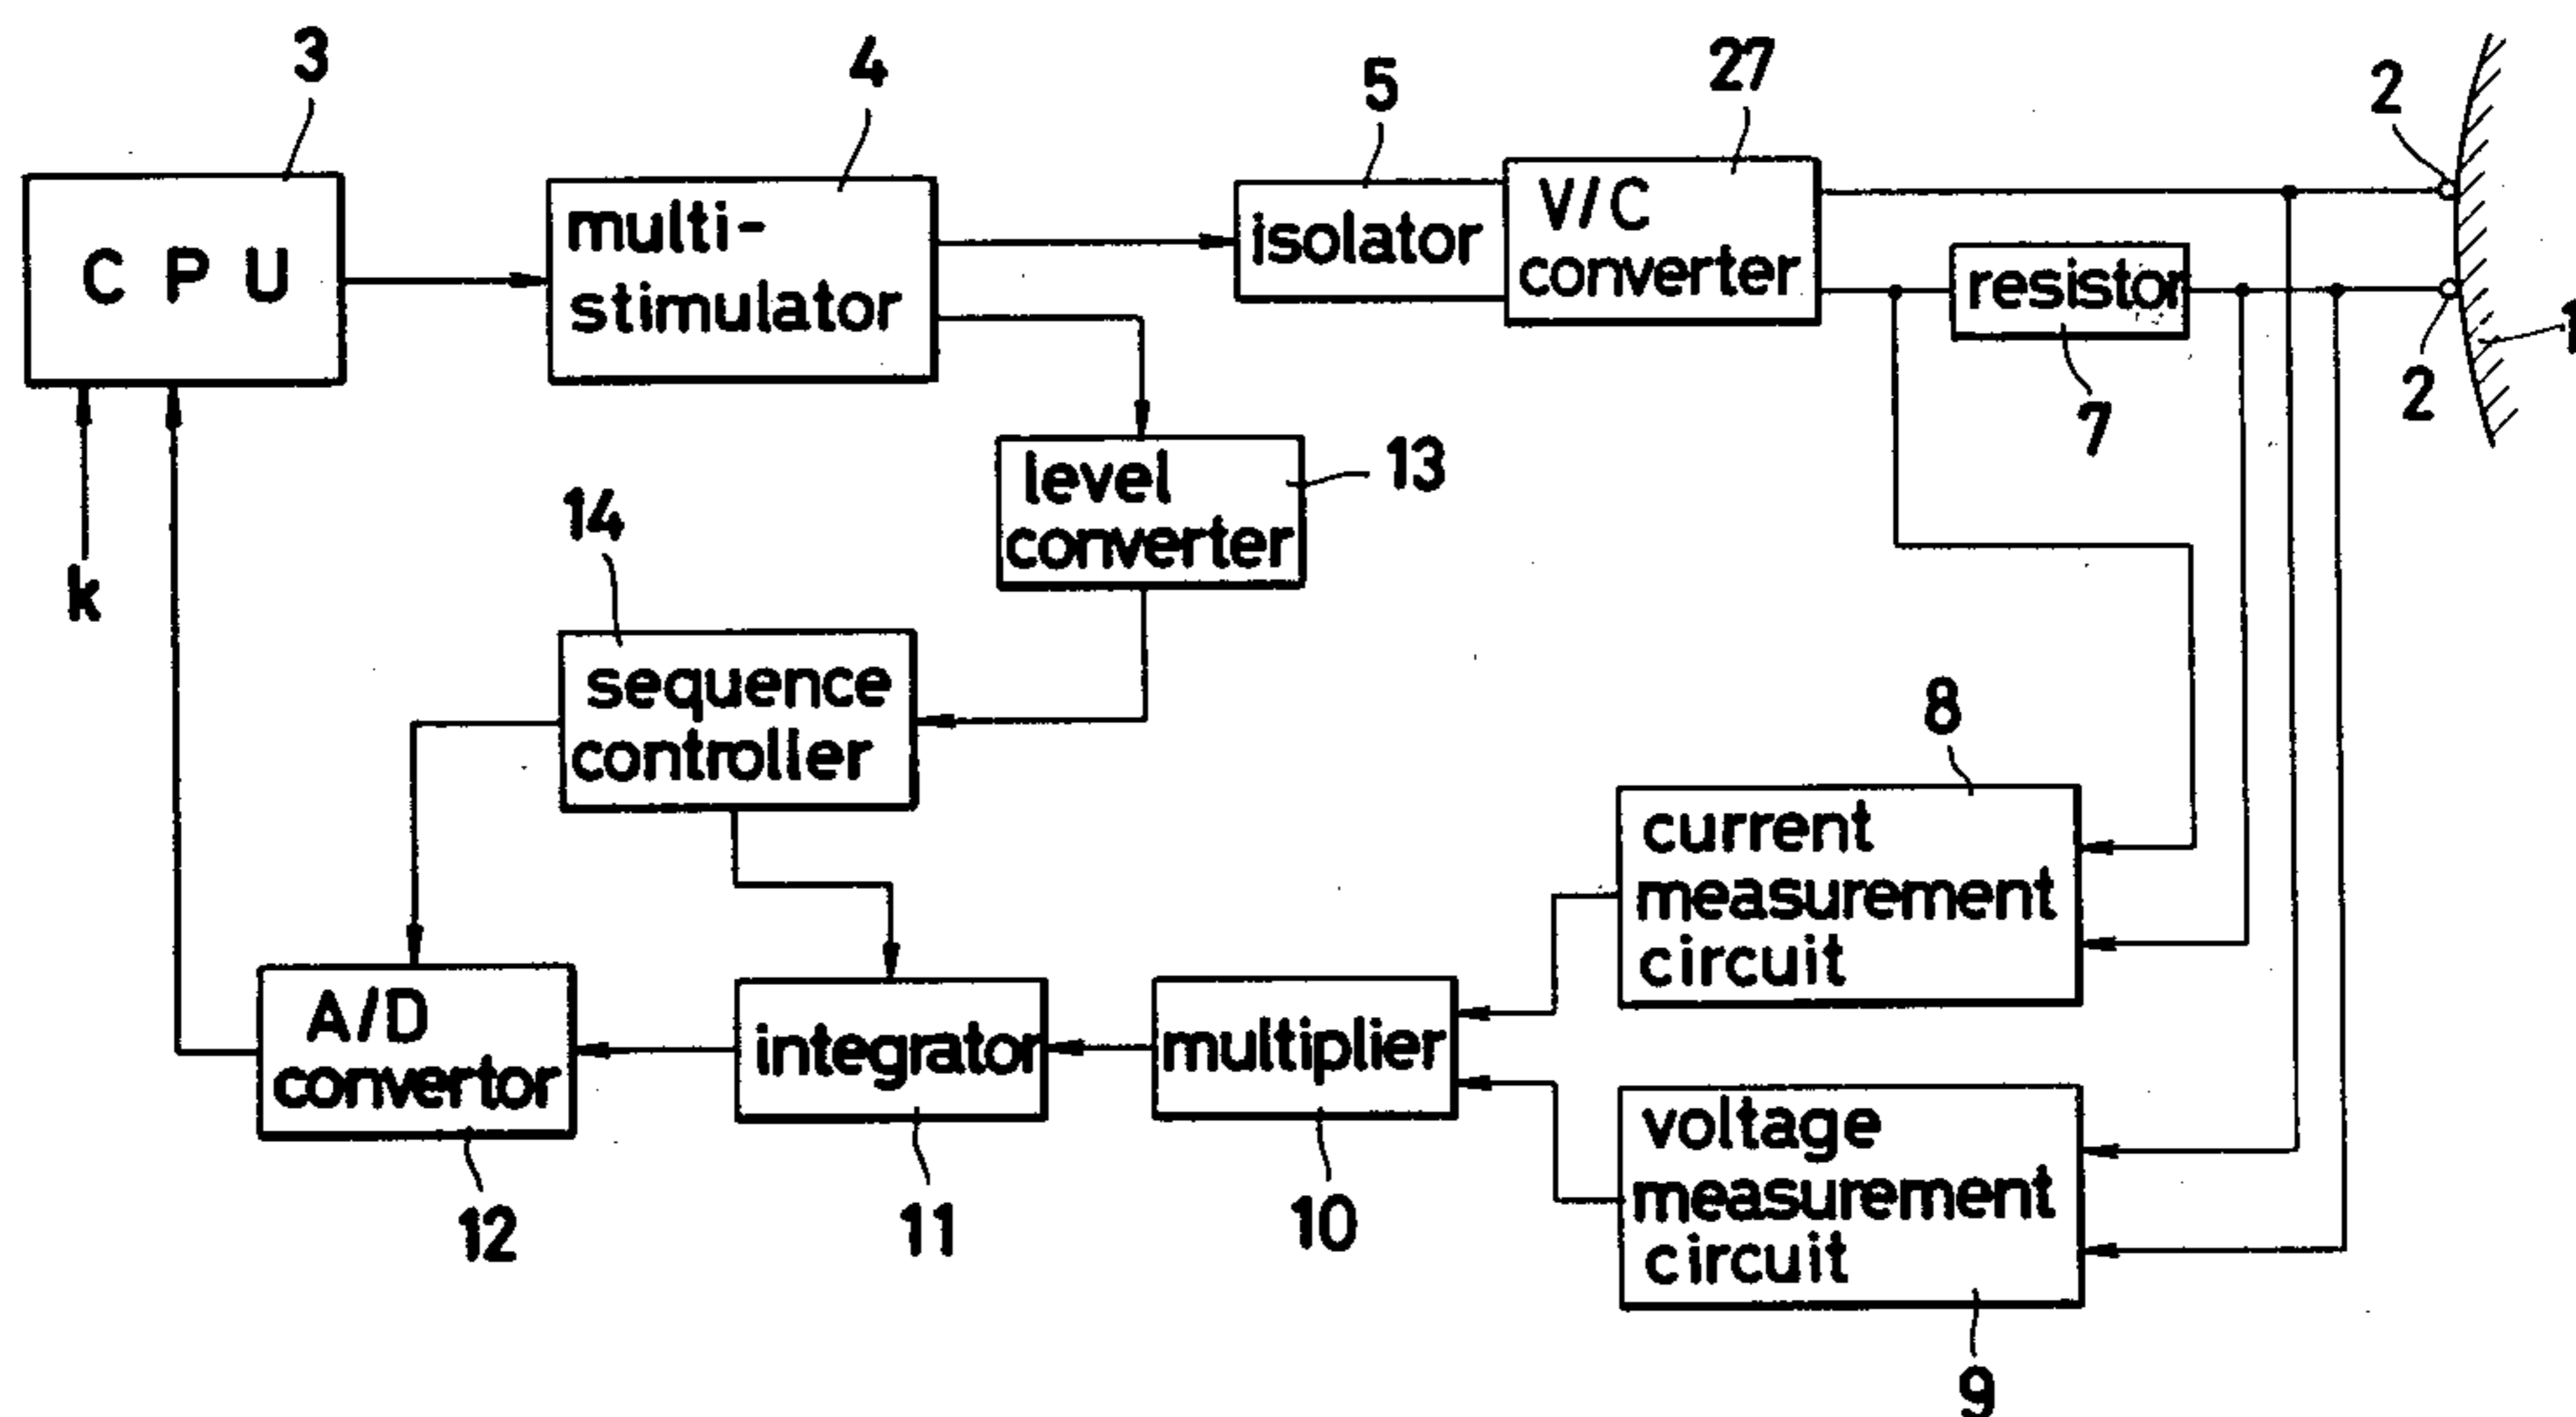 3
4
5
27
2
C P U
multi-
stimulator
isolator
V/C
converter
resistor
2
1
7
k
level
converter
13
14
sequence
controller
8
current
measurement
circuit
A/D
convertor
integrator
multiplier
voltage
measurement
circuit
12
11
10
9